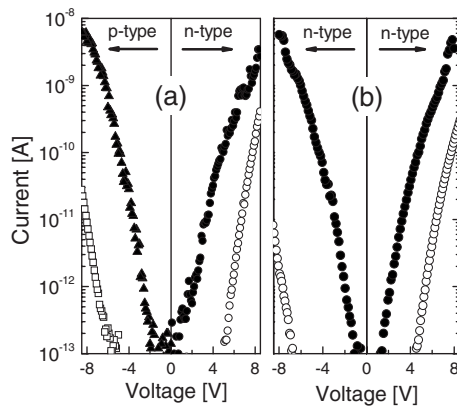 p-type n-type
n-type n-type
(a)
(b)
Current [A]
10⁻⁸
10⁻⁹
10⁻¹⁰
10⁻¹¹
10⁻¹²
10⁻¹³
-8 -4 0 4 8
-8 -4 0 4 8
Voltage [V]
Voltage [V]